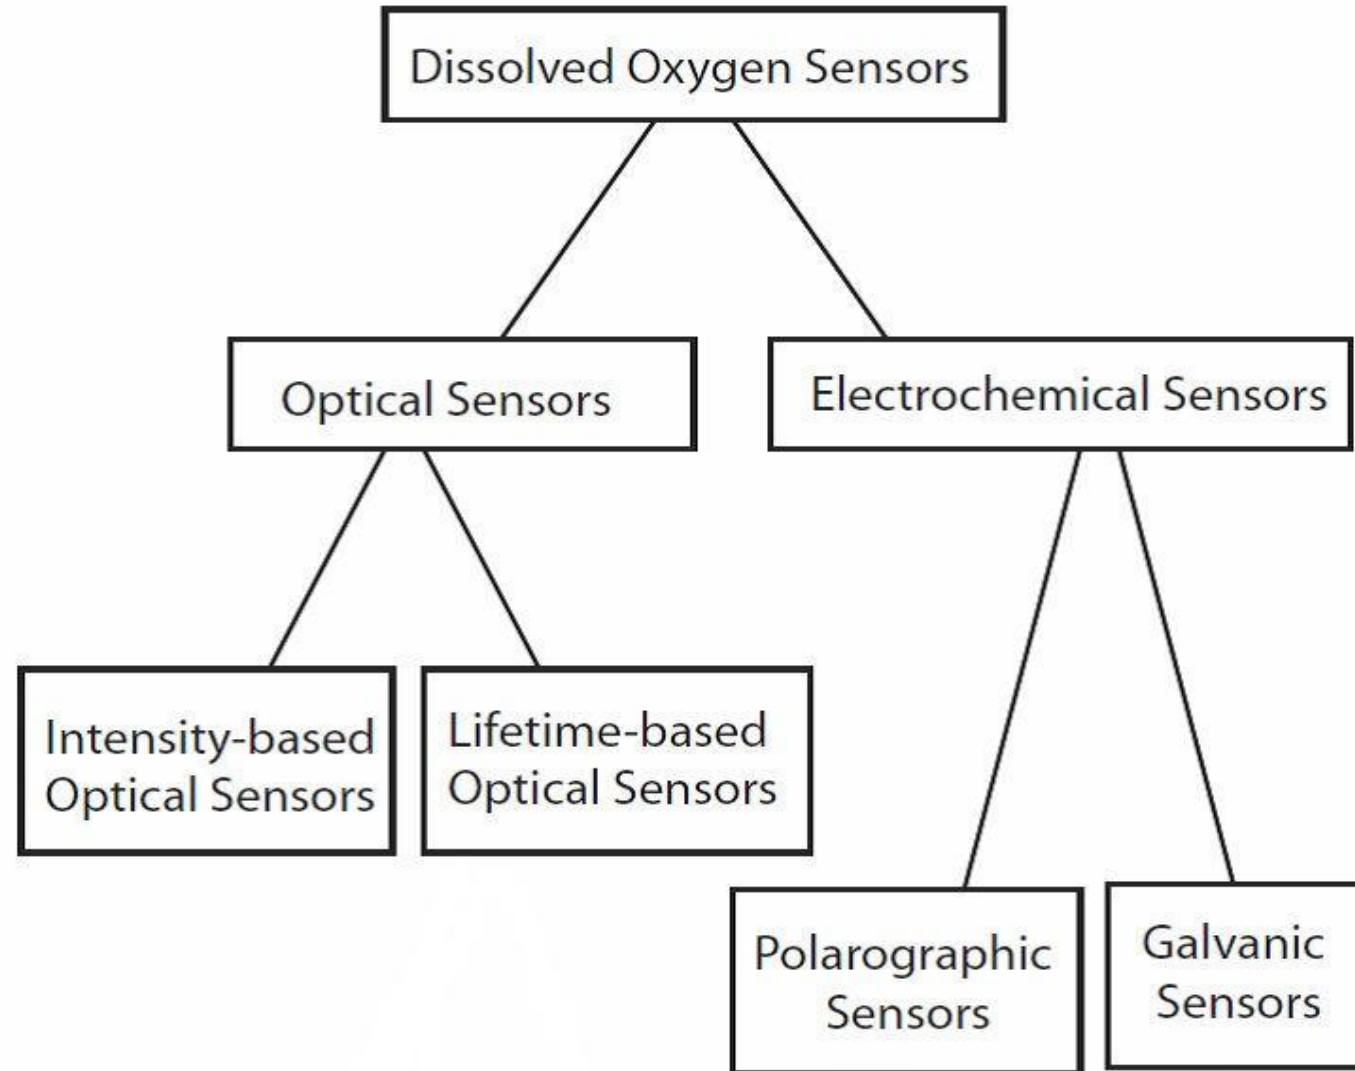 Dissolved Oxygen Sensors
Optical Sensors
Electrochemical Sensors
Intensity-based
Optical Sensors
Lifetime-based
Optical Sensors
Polarographic
Sensors
Galvanic
Sensors